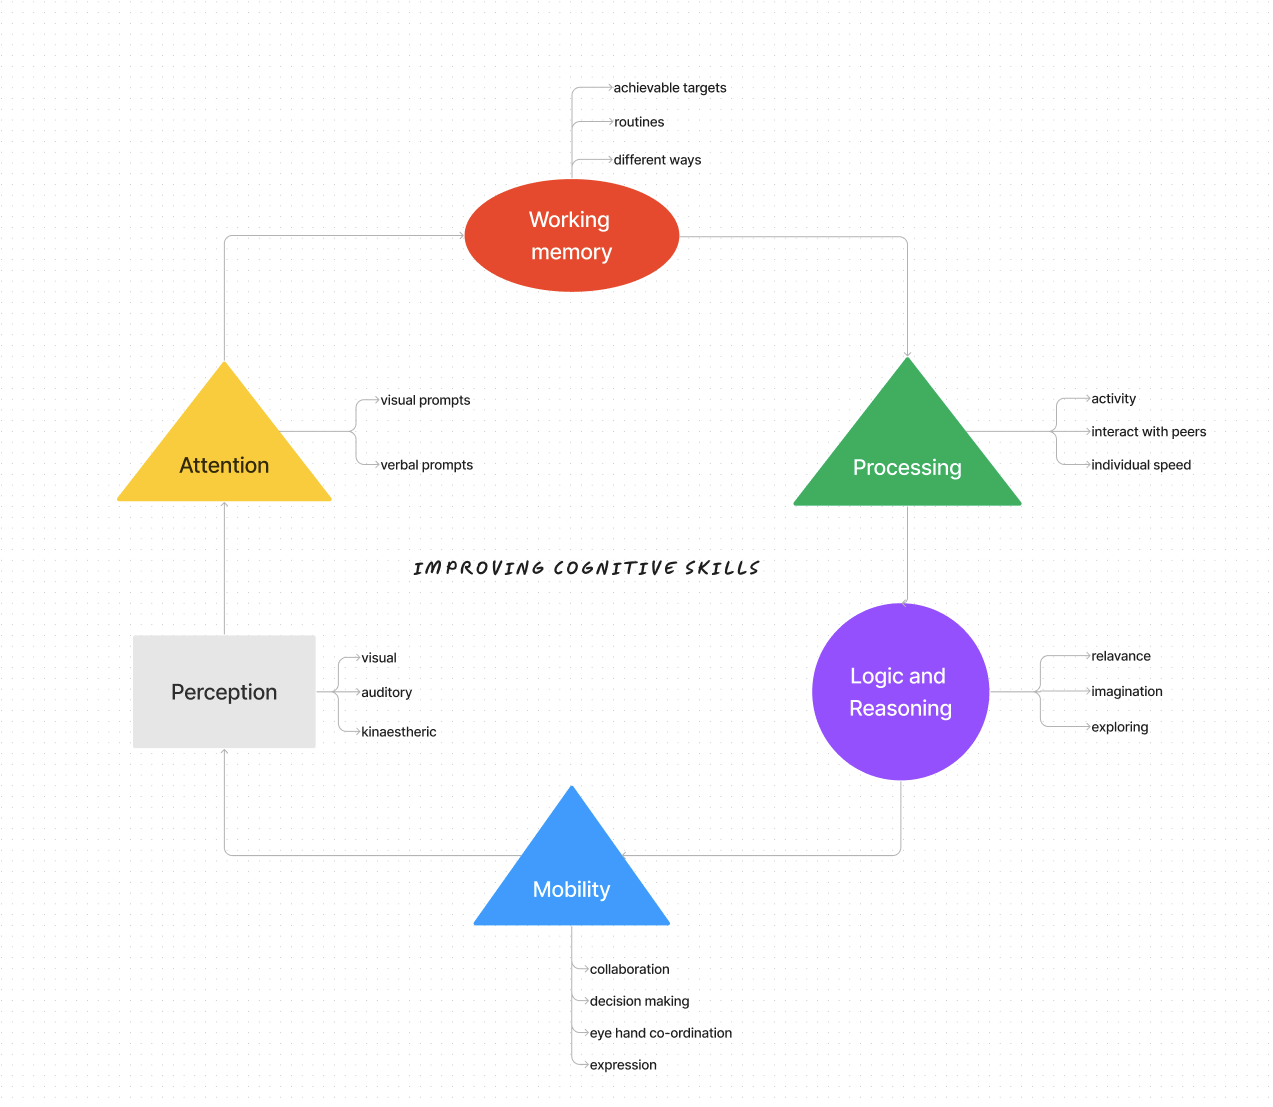 achievable targets
routines
different ways
Working
memory
Attention
visual prompts
verbal prompts
Processing
activity
interact with peers
individual speed
IMPROVING COGNITIVE SKILLS
Perception
visual
auditory
kinaestheric
Logic and
Reasoning
relavance
imagination
exploring
Mobility
collaboration
decision making
eye hand co-ordination
expression